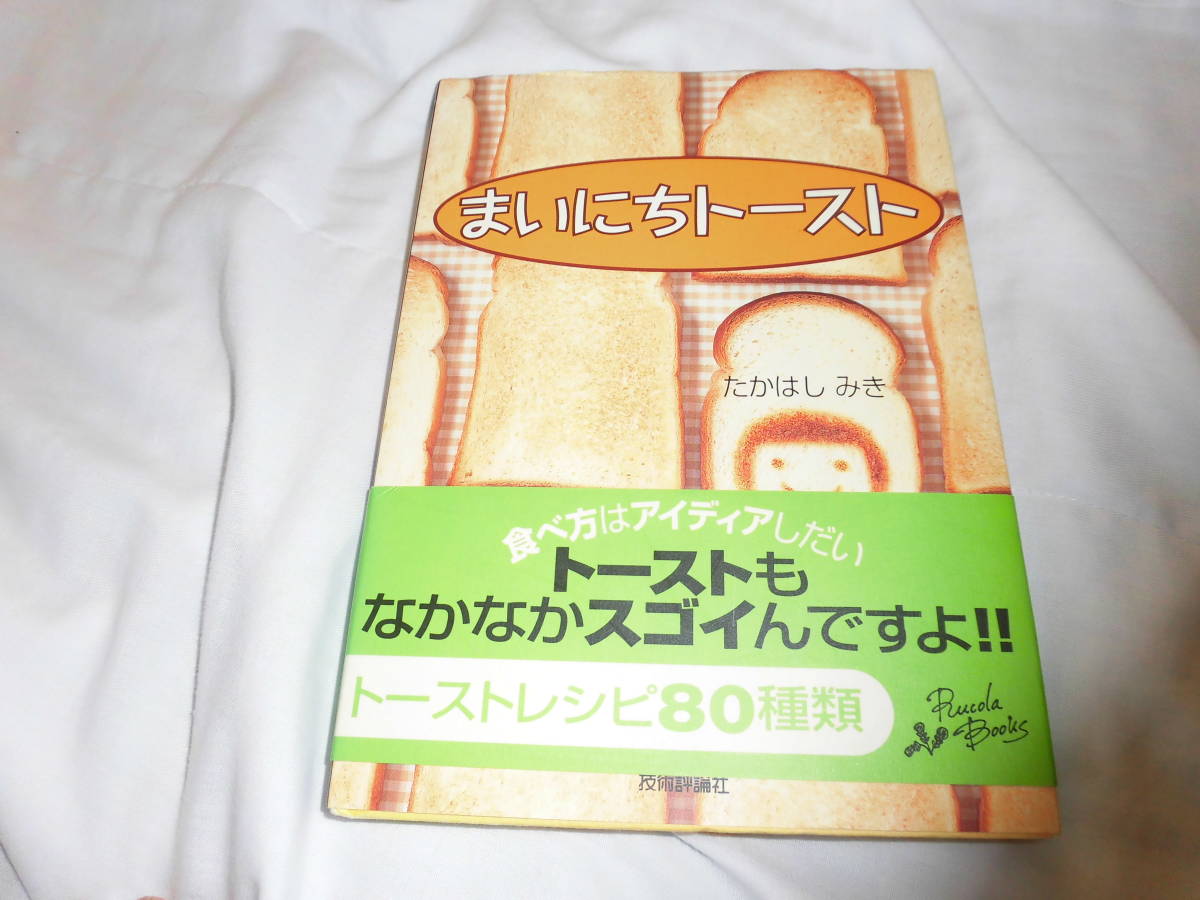 まいにちトースト
たかはし みき
食べ方はアイディアしだい
トーストも
なかなかスゴイんですよ!!
トーストレシピ80種類
Rucola
Books
技術評論社